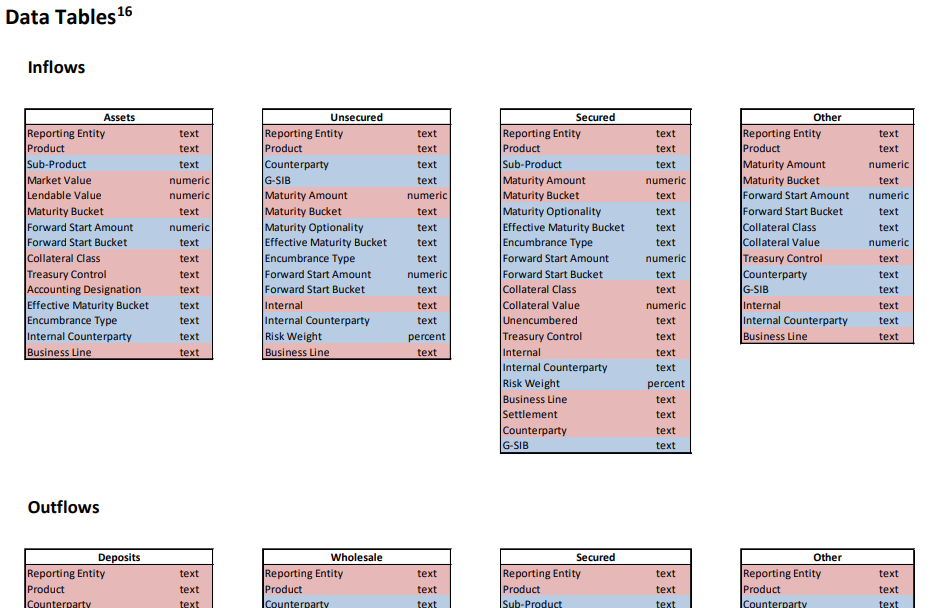 Data Tables16
Inflows
Assets
Reporting Entity text
Product text
Sub-Product text
Market Value numeric
Lendable Value numeric
Maturity Bucket text
Forward Start Amount numeric
Forward Start Bucket text
Collateral Class text
Treasury Control text
Accounting Designation text
Effective Maturity Bucket text
Encumbrance Type text
Internal Counterparty text
Business Line text
Unsecured
Reporting Entity text
Product text
Counterparty text
G-SIB text
Maturity Amount numeric
Maturity Bucket text
Maturity Optionality text
Effective Maturity Bucket text
Encumbrance Type text
Forward Start Amount numeric
Forward Start Bucket text
Internal text
Internal Counterparty text
Risk Weight percent
Business Line text
Secured
Reporting Entity text
Product text
Sub-Product text
Maturity Amount numeric
Maturity Bucket text
Maturity Optionality text
Effective Maturity Bucket text
Encumbrance Type text
Forward Start Amount numeric
Forward Start Bucket text
Collateral Class text
Collateral Value numeric
Unencumbered text
Treasury Control text
Internal text
Internal Counterparty text
Risk Weight percent
Business Line text
Settlement text
Counterparty text
G-SIB text
Other
Reporting Entity text
Product text
Maturity Amount numeric
Maturity Bucket text
Forward Start Amount numeric
Forward Start Bucket text
Collateral Class text
Collateral Value numeric
Treasury Control text
Counterparty text
G-SIB text
Internal text
Internal Counterparty text
Business Line text
Outflows
Deposits
Reporting Entity text
Product text
Counterparty text
Wholesale
Reporting Entity text
Product text
Counterparty text
Secured
Reporting Entity text
Product text
Sub-Product text
Other
Reporting Entity text
Product text
Counterparty text